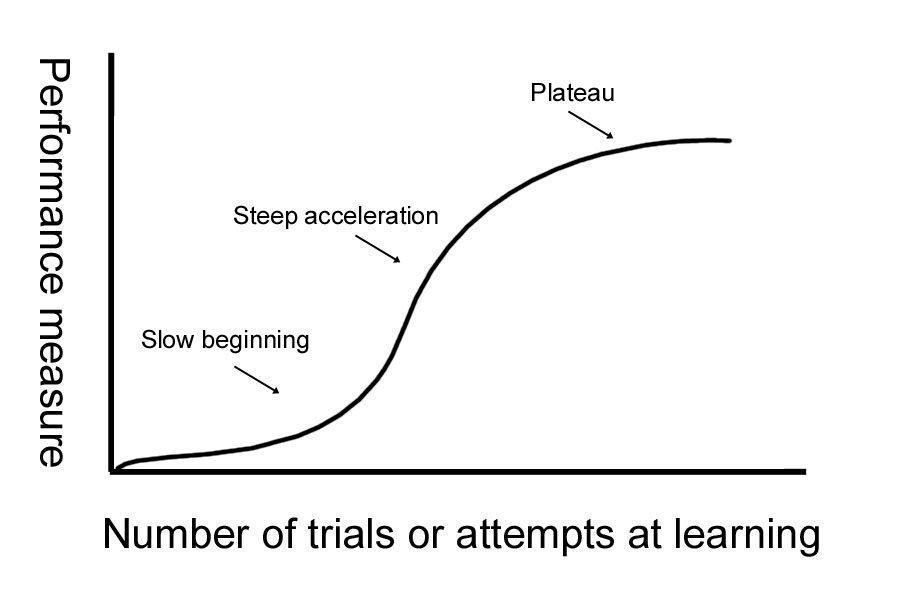 Plateau
Steep acceleration
Slow beginning
Performance measure
Number of trials or attempts at learning